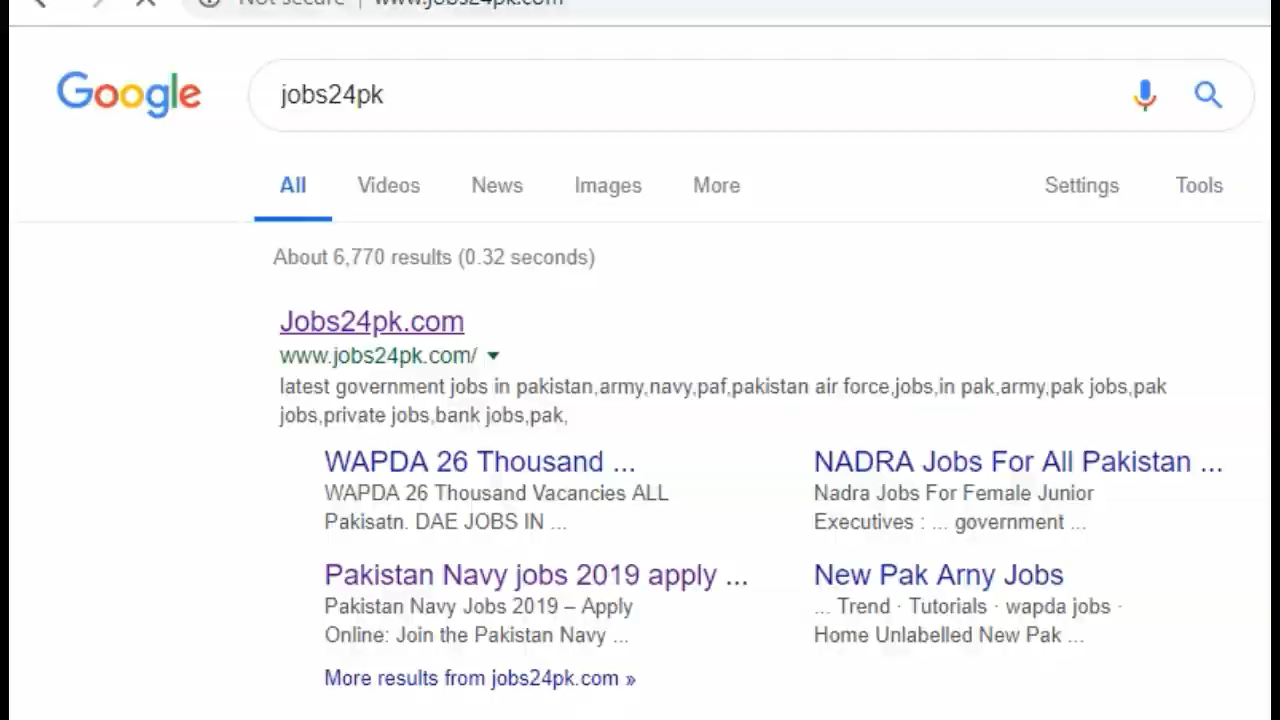 Not secure | www.jobs24pk.com
Google
jobs24pk
All Videos News Images More Settings Tools
About 6,770 results (0.32 seconds)
Jobs24pk.com
www.jobs24pk.com/
latest government jobs in pakistan,army,navy,paf,pakistan air force,jobs,in pak,army,pak jobs,pak
jobs,private jobs,bank jobs,pak,
WAPDA 26 Thousand ...
WAPDA 26 Thousand Vacancies ALL
Pakisatn. DAE JOBS IN ...
NADRA Jobs For All Pakistan ...
Nadra Jobs For Female Junior
Executives : ... government ...
Pakistan Navy jobs 2019 apply ...
Pakistan Navy Jobs 2019 – Apply
Online: Join the Pakistan Navy ...
New Pak Arny Jobs
... Trend · Tutorials · wapda jobs ·
Home Unlabelled New Pak ...
More results from jobs24pk.com »